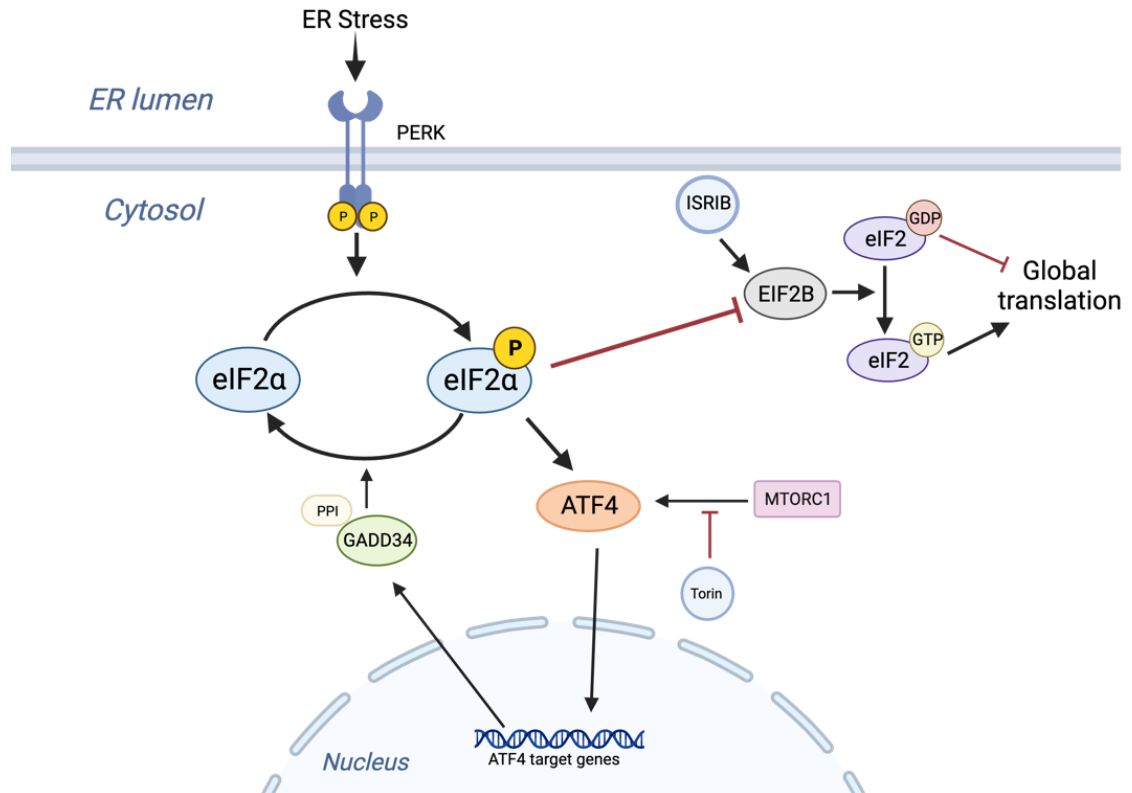 ER Stress
ER lumen
PERK
Cytosol
P
P
ISRIB
GDP
eIF2
Global
translation
EIF2B
GTP
eIF2
P
eIF2α
eIF2α
ATF4
MTORC1
PPI
GADD34
Torin
ATF4 target genes
Nucleus